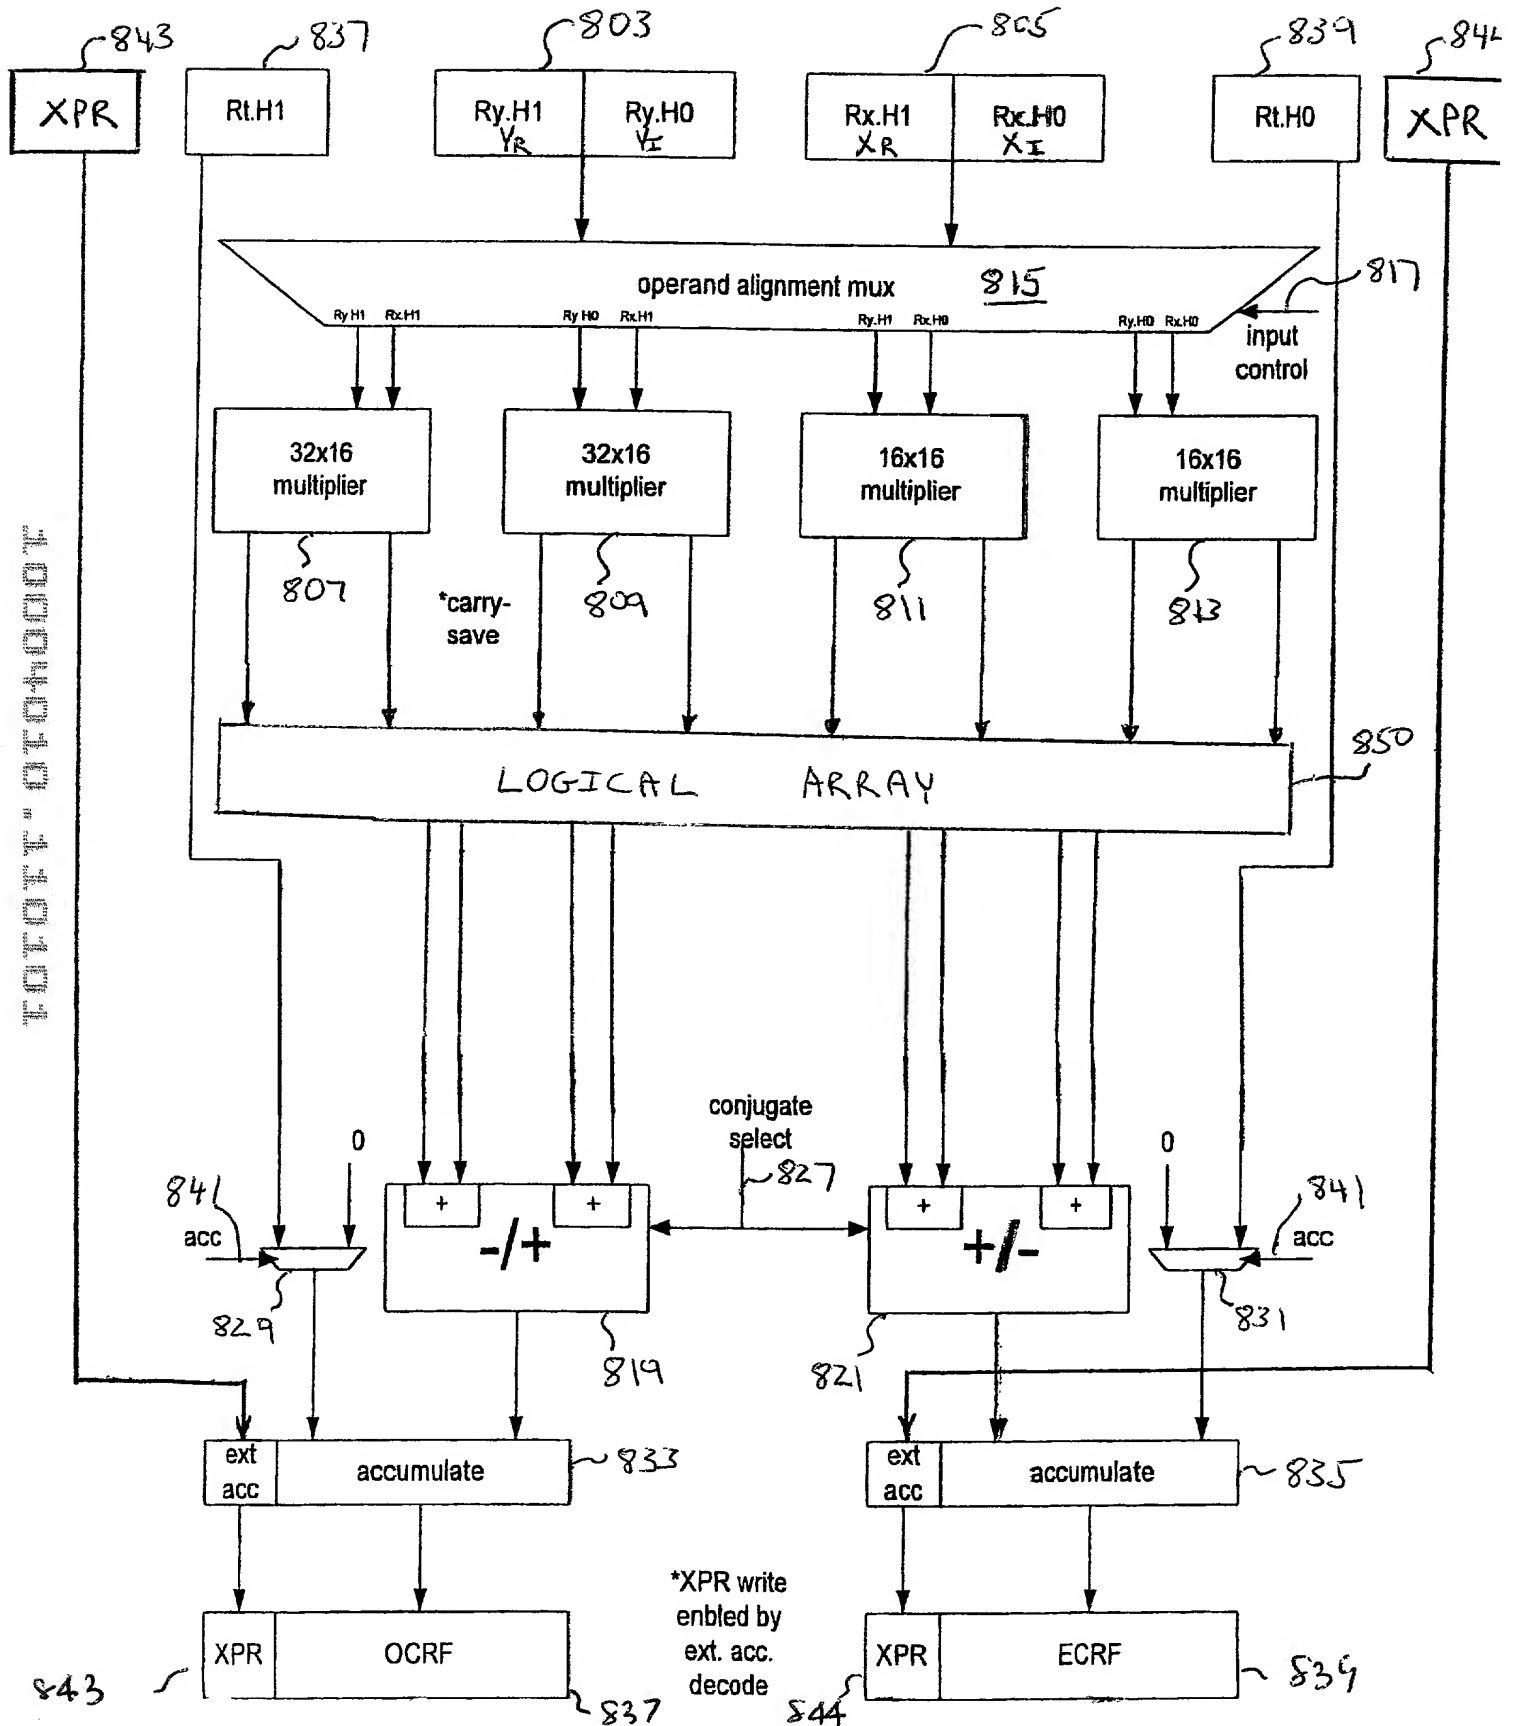 843
837
803
805
839
844
XPR
Rt.H1
Ry.H1
YR
Ry.H0
YI
Rx.H1
XR
Rx.H0
XI
Rt.H0
XPR
operand alignment mux
815
817
Ry.H1
Rx.H1
Ry.H0
Rx.H1
Ry.H1
Rx.H0
Ry.H0
Rx.H0
input
control
32x16
multiplier
32x16
multiplier
16x16
multiplier
16x16
multiplier
807
809
811
813
*carry-
save
850
LOGICAL ARRAY
conjugate
select
827
0
0
841
acc
841
acc
+
+
-/+
+
+
+/-
829
819
821
831
ext
acc
accumulate
833
ext
acc
accumulate
835
*XPR write
enbled by
ext. acc.
decode
XPR
OCRF
XPR
ECRF
843
837
844
839